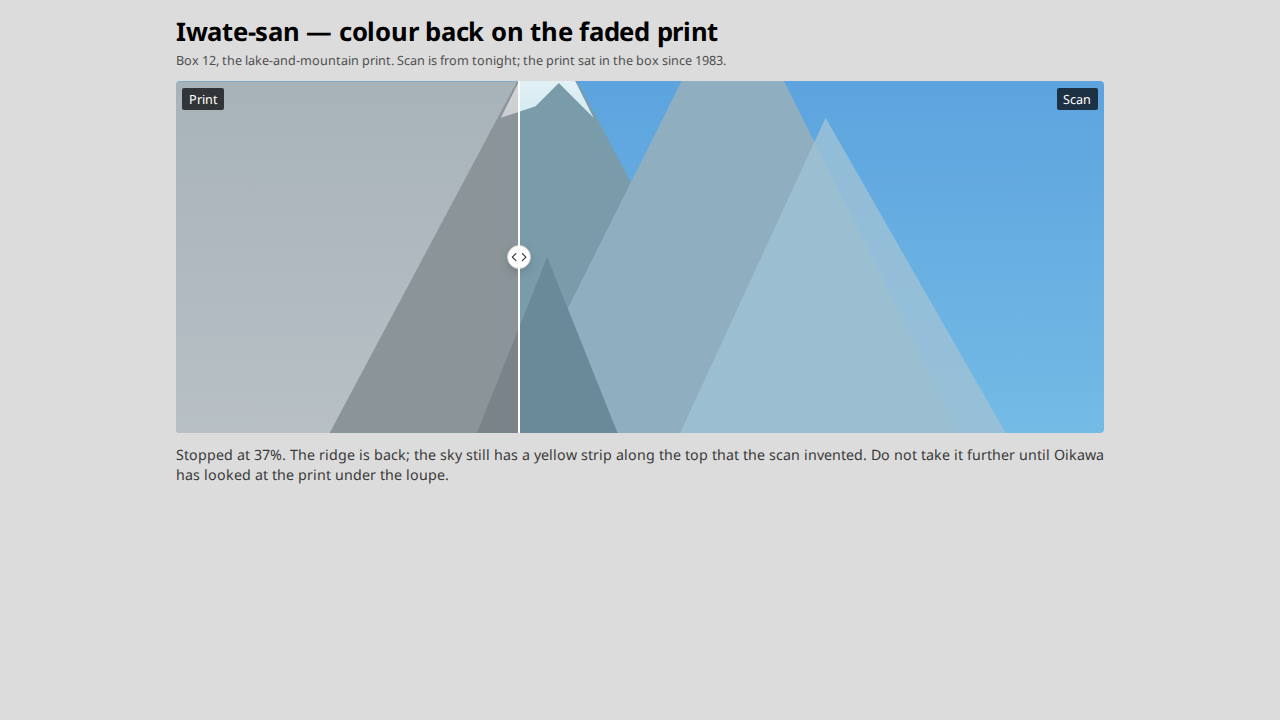 Iwate-san — colour back on the faded print
Box 12, the lake-and-mountain print. Scan is from tonight; the print sat in the box since 1983.
Print
Scan
Stopped at 37%. The ridge is back; the sky still has a yellow strip along the top that the scan invented. Do not take it further until Oikawa
has looked at the print under the loupe.